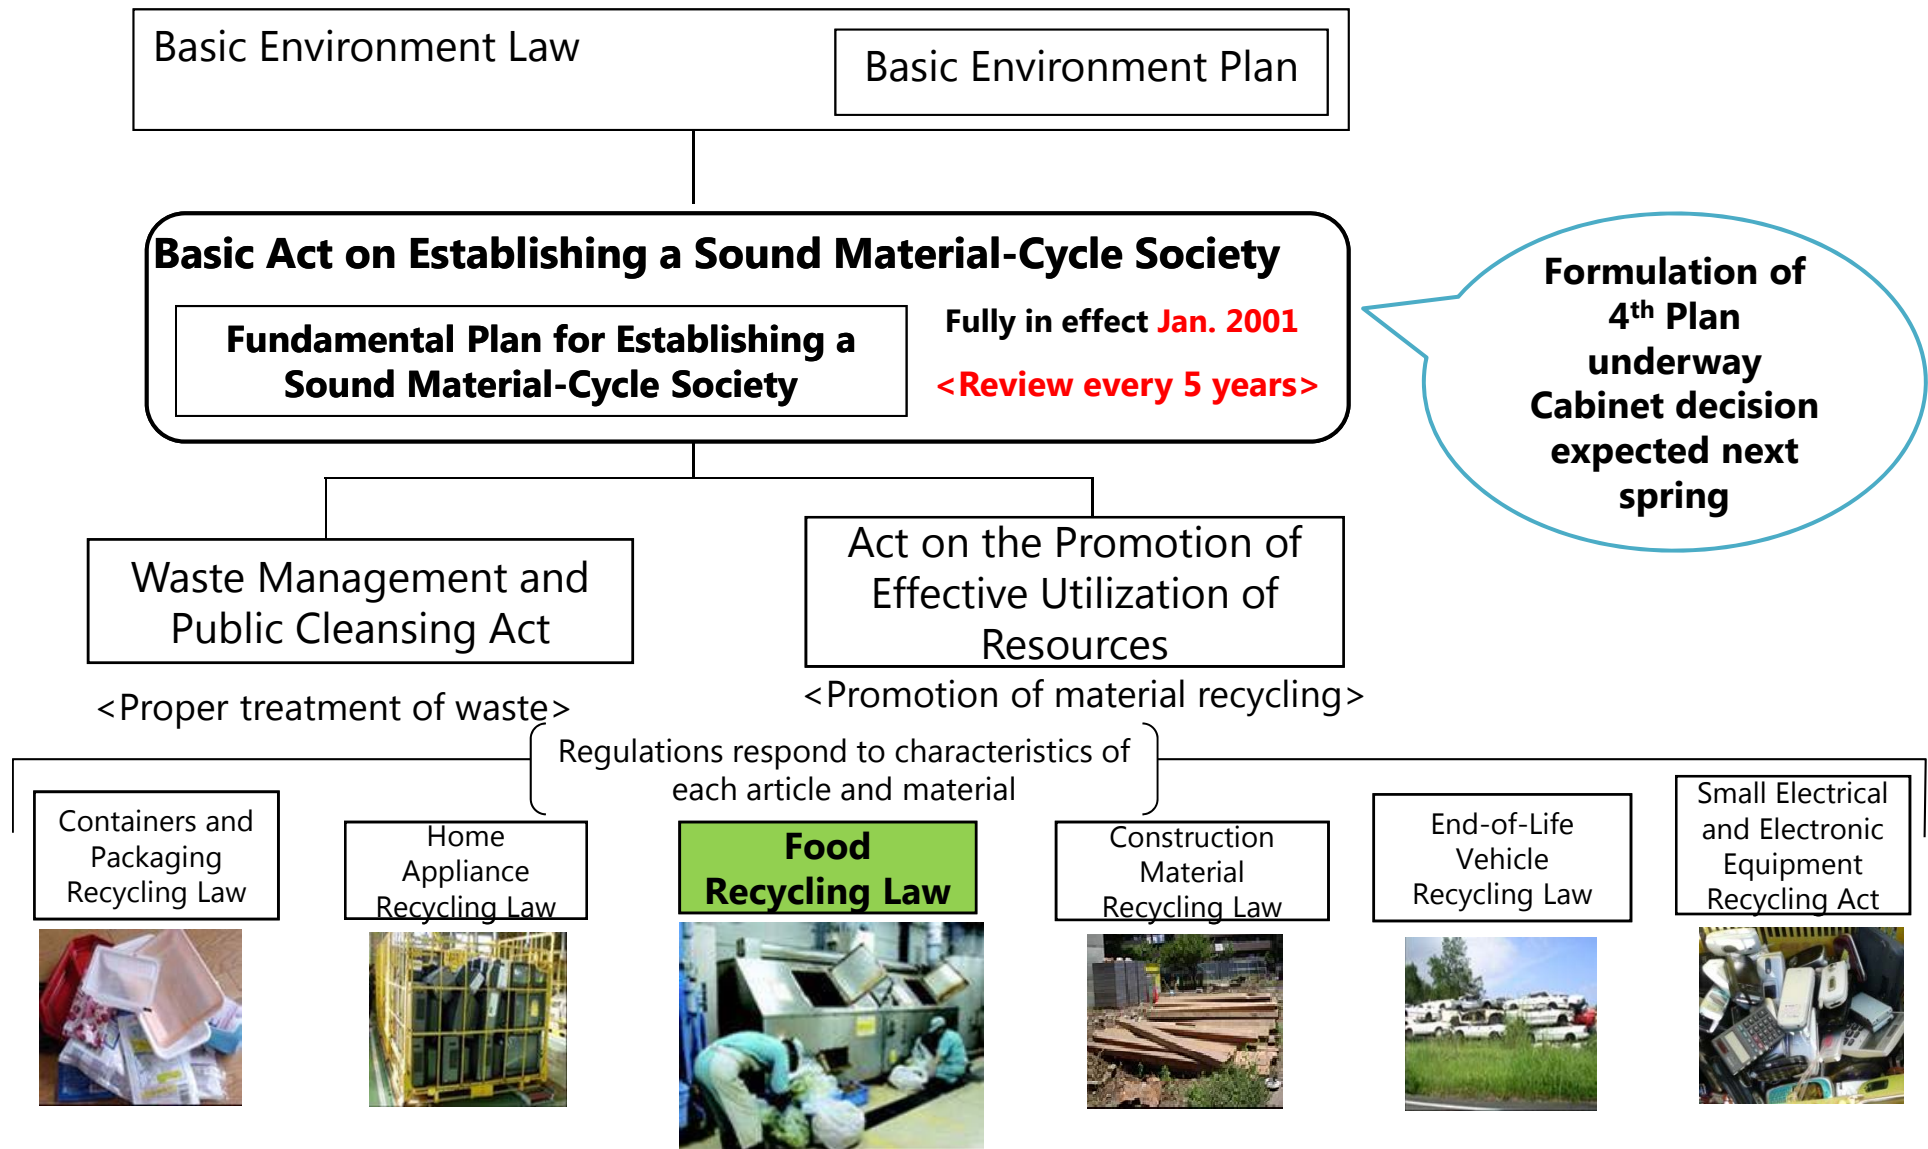 Basic Environment Law
Basic Environment Plan
Basic Act on Establishing a Sound Material-Cycle Society
Fundamental Plan for Establishing a
Sound Material-Cycle Society
Fully in effect Jan. 2001
<Review every 5 years>
Formulation of
4th Plan
underway
Cabinet decision
expected next
spring
Waste Management and
Public Cleansing Act
Act on the Promotion of
Effective Utilization of
Resources
<Proper treatment of waste>
<Promotion of material recycling>
Regulations respond to characteristics of
each article and material
Containers and
Packaging
Recycling Law
Home
Appliance
Recycling Law
Food
Recycling Law
Construction
Material
Recycling Law
End-of-Life
Vehicle
Recycling Law
Small Electrical
and Electronic
Equipment
Recycling Act